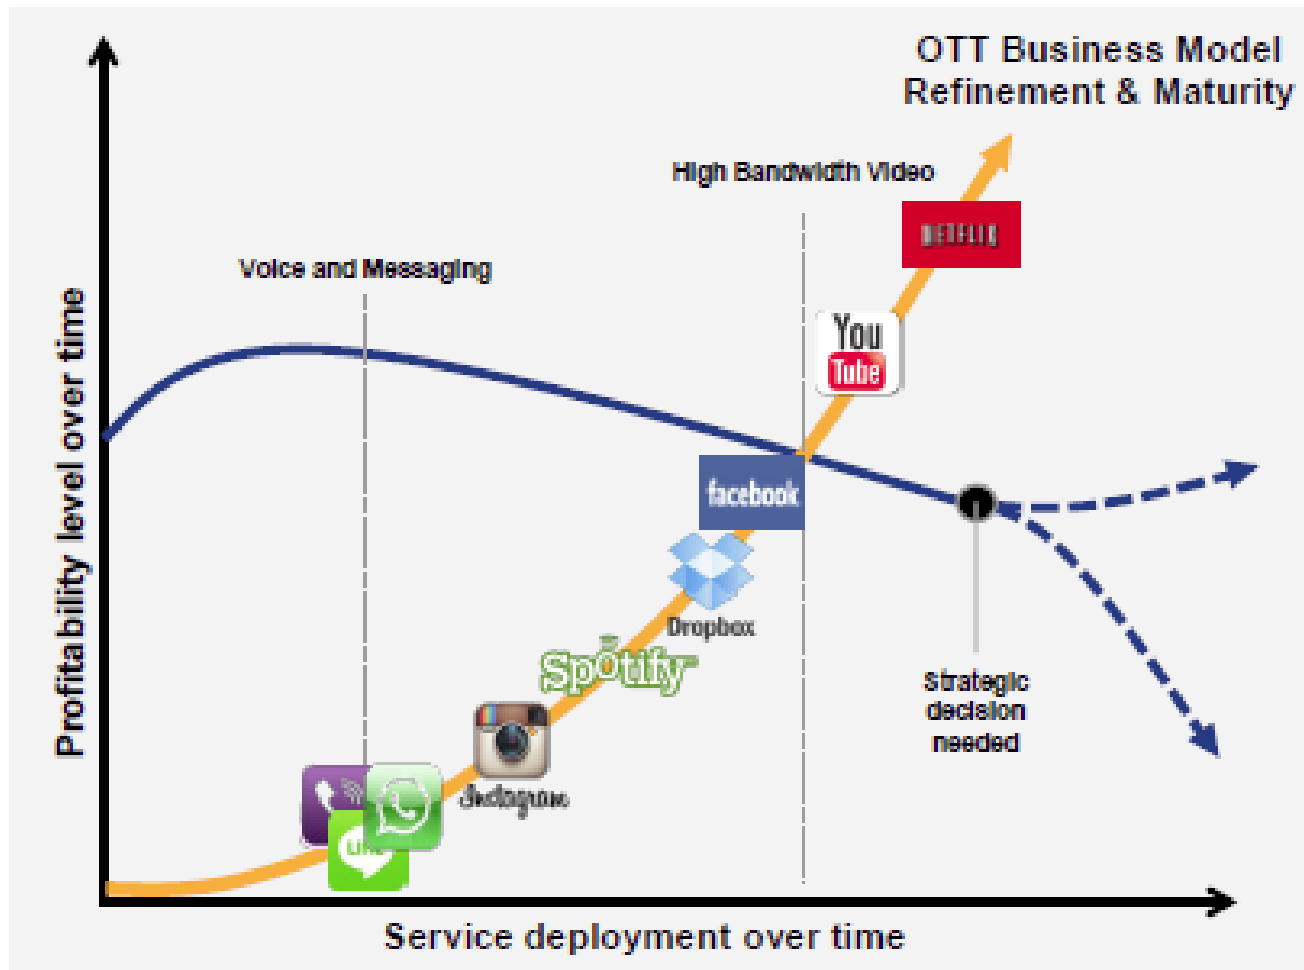 OTT Business Model
Refinement & Maturity
High Bandwidth Video
NETFLIX
Voice and Messaging
You
Tube
facebook
Dropbox
Spotify
Strategic
decision
needed
Instagram
LINE
Profitability level over time
Service deployment over time